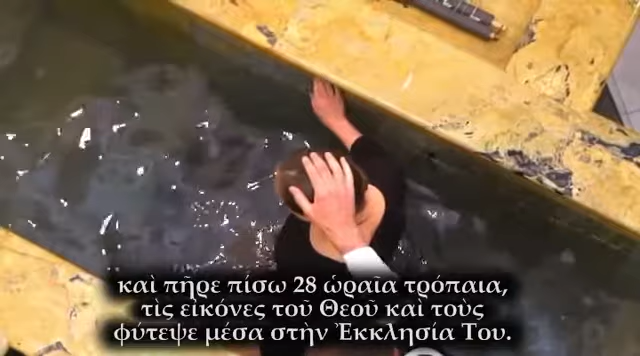 καὶ πῆρε πίσω 28 ὡραῖα τρόπαια,
τὶς εἰκόνες τοῦ Θεοῦ καὶ τοὺς
φύτεψε μέσα στὴν Ἐκκλησία Του.